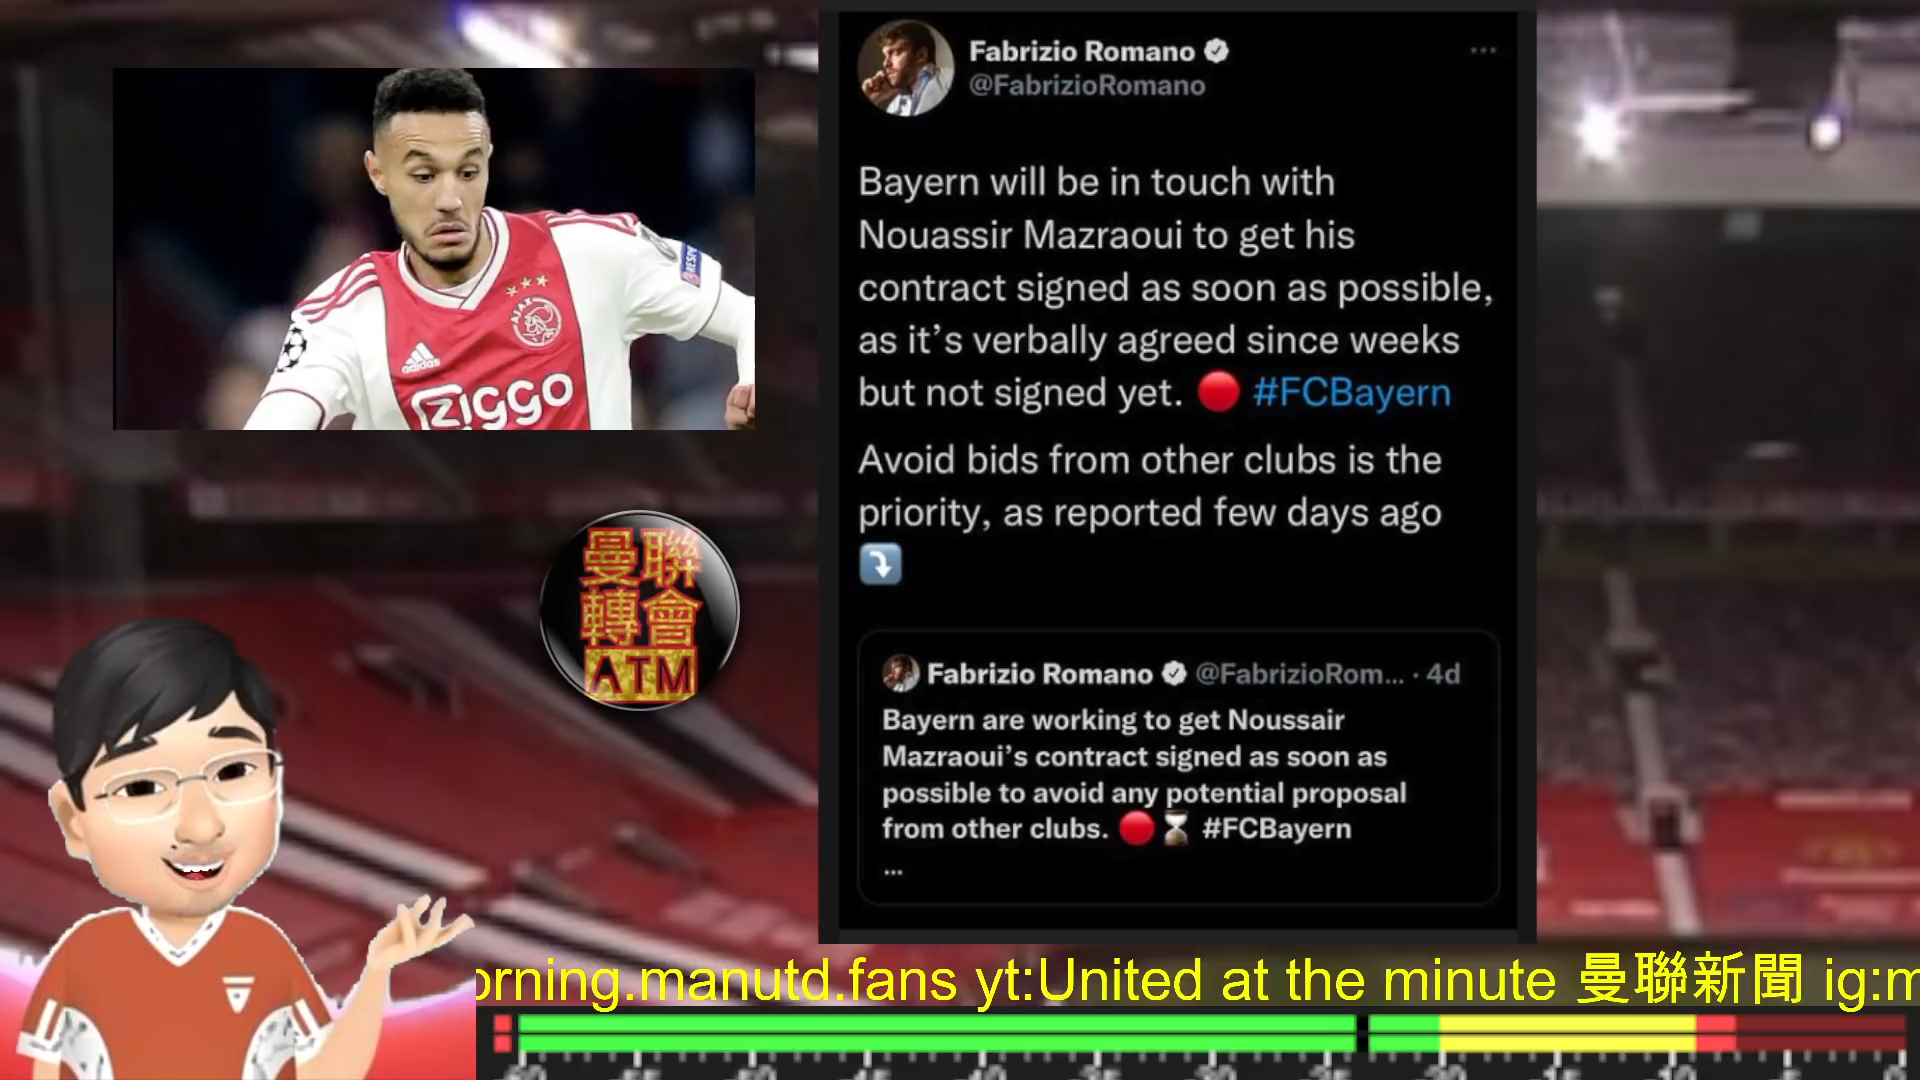 Fabrizio Romano
@FabrizioRomano
Bayern will be in touch with
Nouassir Mazraoui to get his
contract signed as soon as possible,
as it’s verbally agreed since weeks
but not signed yet. 🔴 #FCBayern
Avoid bids from other clubs is the
priority, as reported few days ago
⤵️
Fabrizio Romano @FabrizioRom... · 4d
Bayern are working to get Noussair
Mazraoui’s contract signed as soon as
possible to avoid any potential proposal
from other clubs. 🔴⏳ #FCBayern
...
RESPE
AJAX
adidas
ziggo
曼聯
轉會
ATM
orning.manutd.fans yt:United at the minute 曼聯新聞 ig:m